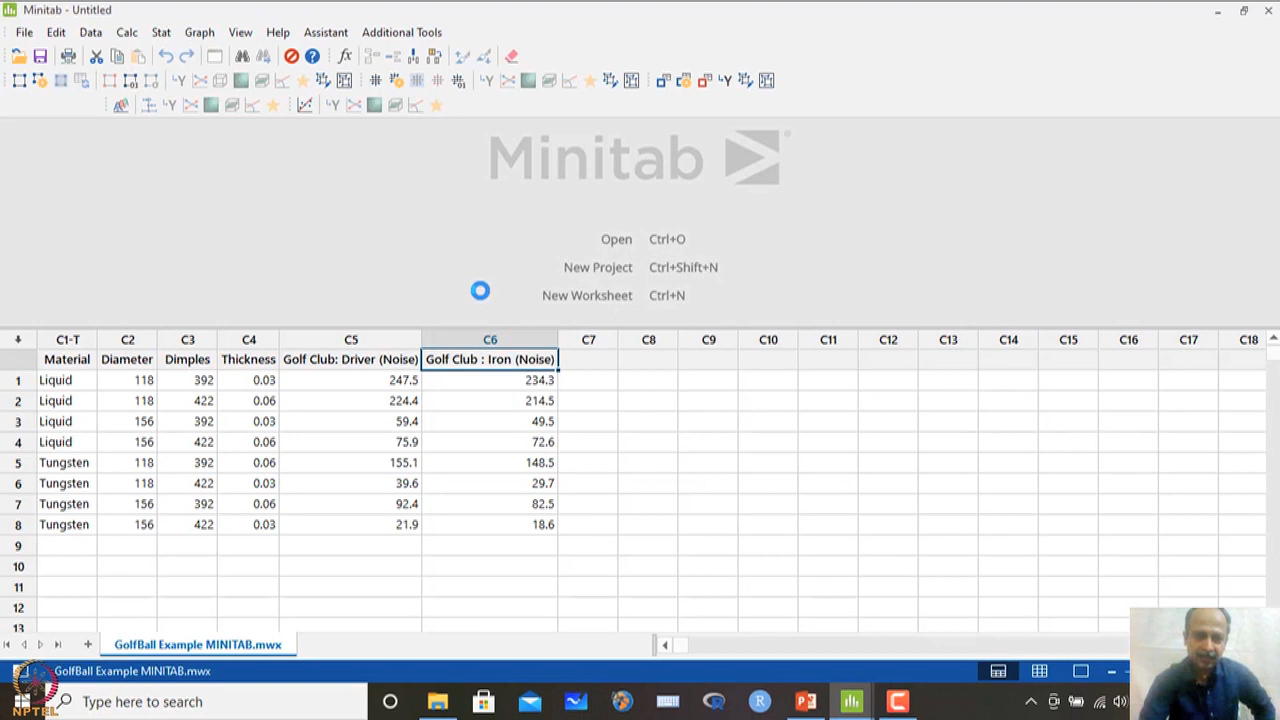 Minitab - Untitled
File Edit Data Calc Stat Graph View Help Assistant Additional Tools
Minitab
Open Ctrl+O
New Project Ctrl+Shift+N
New Worksheet Ctrl+N
C1-T C2 C3 C4 C5 C6 C7 C8 C9 C10 C11 C12 C13 C14 C15 C16 C17 C18
Material Diameter Dimples Thickness Golf Club: Driver (Noise) Golf Club : Iron (Noise)
1 Liquid 118 392 0.03 247.5 234.3
2 Liquid 118 422 0.06 224.4 214.5
3 Liquid 156 392 0.03 59.4 49.5
4 Liquid 156 422 0.06 75.9 72.6
5 Tungsten 118 392 0.06 155.1 148.5
6 Tungsten 118 422 0.03 39.6 29.7
7 Tungsten 156 392 0.06 92.4 82.5
8 Tungsten 156 422 0.03 21.9 18.6
9
10
11
12
13
GolfBall Example MINITAB.mwx
GolfBall Example MINITAB.mwx
Type here to search
NPTEL